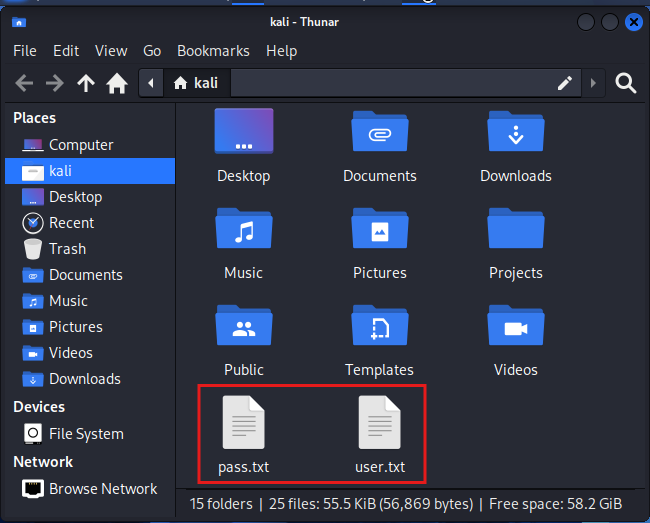 kali - Thunar
File Edit View Go Bookmarks Help
kali
Places
Computer
kali
Desktop
Recent
Trash
Documents
Music
Pictures
Videos
Downloads
Devices
File System
Network
Browse Network
Desktop Documents Downloads
Music Pictures Projects
Public Templates Videos
pass.txt user.txt
15 folders | 25 files: 55.5 KiB (56,869 bytes) | Free space: 58.2 GiB